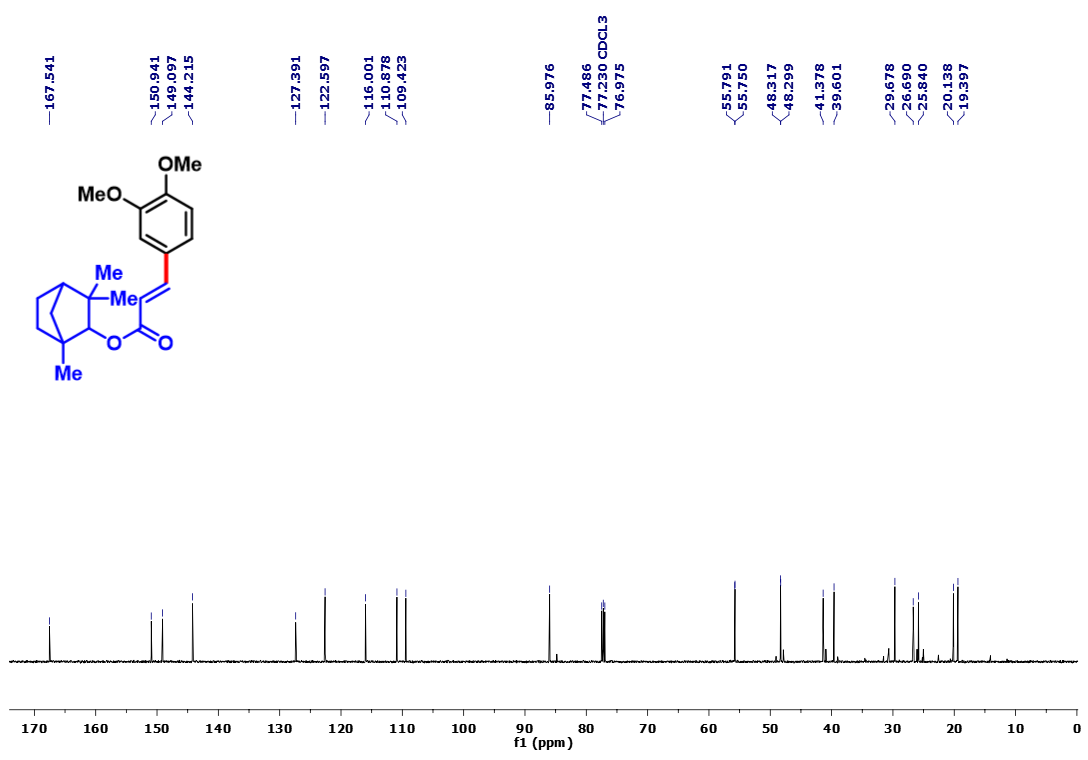 167.541
150.941
149.097
144.215
127.391
122.597
116.001
110.878
109.423
85.976
77.486
77.230 CDCL3
76.975
55.791
55.750
48.317
48.299
41.378
39.601
29.678
26.690
25.840
20.138
19.397
OMe
MeO
Me
Me
O
O
Me
170 160 150 140 130 120 110 100 90 80 70 60 50 40 30 20 10 0
f1 (ppm)